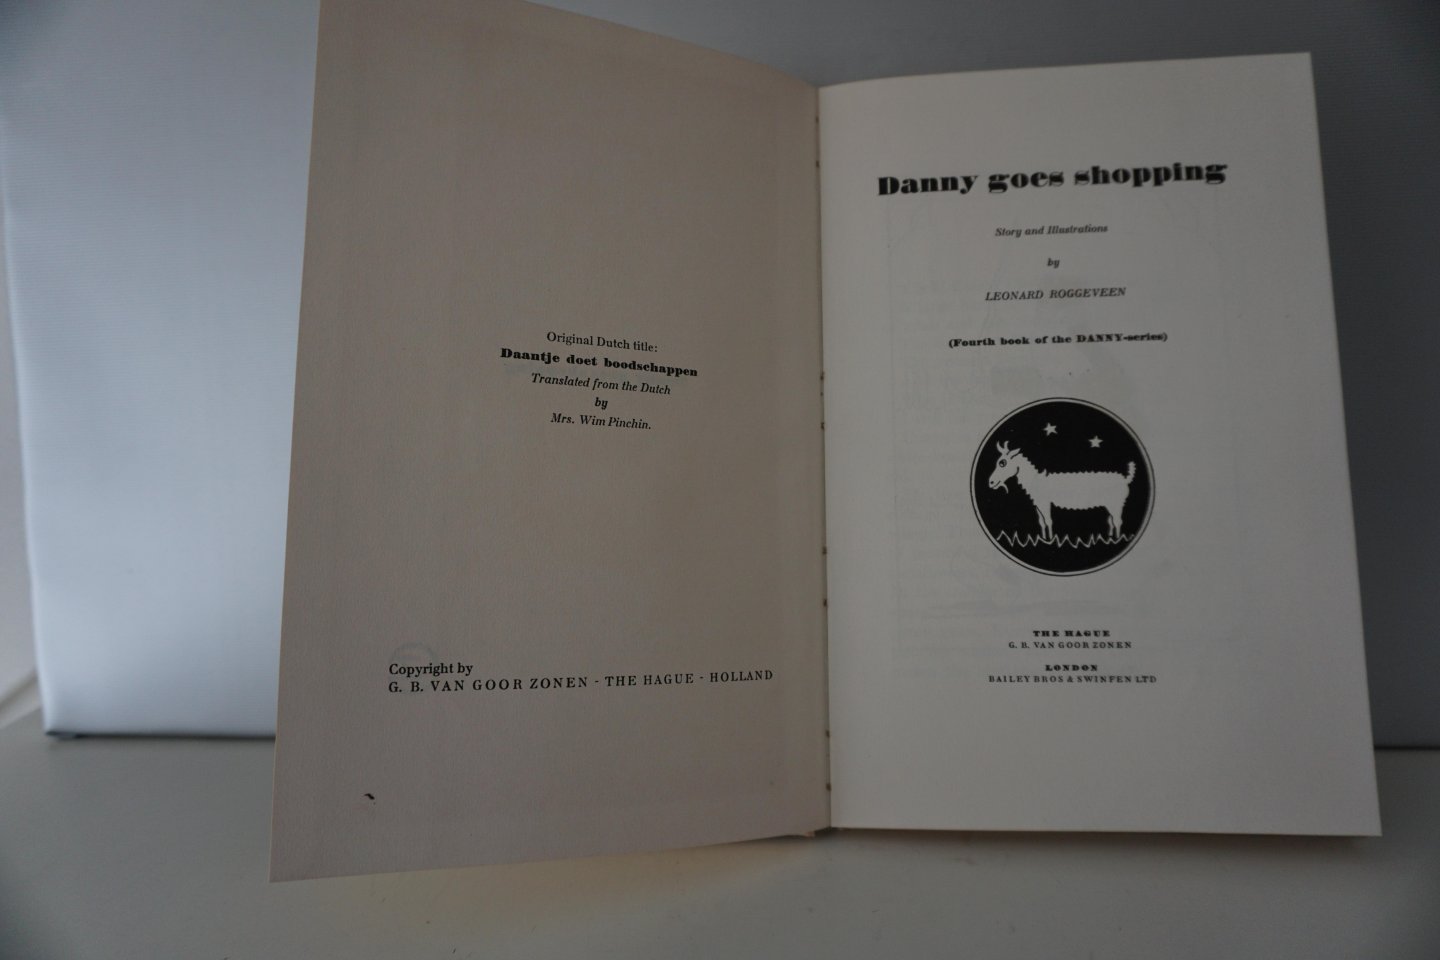 Original Dutch title:
Daantje doet boodschappen
Translated from the Dutch
by
Mrs. Wim Pinchin.
Copyright by
G. B. VAN GOOR ZONEN - THE HAGUE - HOLLAND
Danny goes shopping
Story and Illustrations
by
LEONARD ROGGEVEEN
(Fourth book of the DANNY-series)
THE HAGUE
G. B. VAN GOOR ZONEN
LONDON
BAILEY BROS & SWINFEN LTD